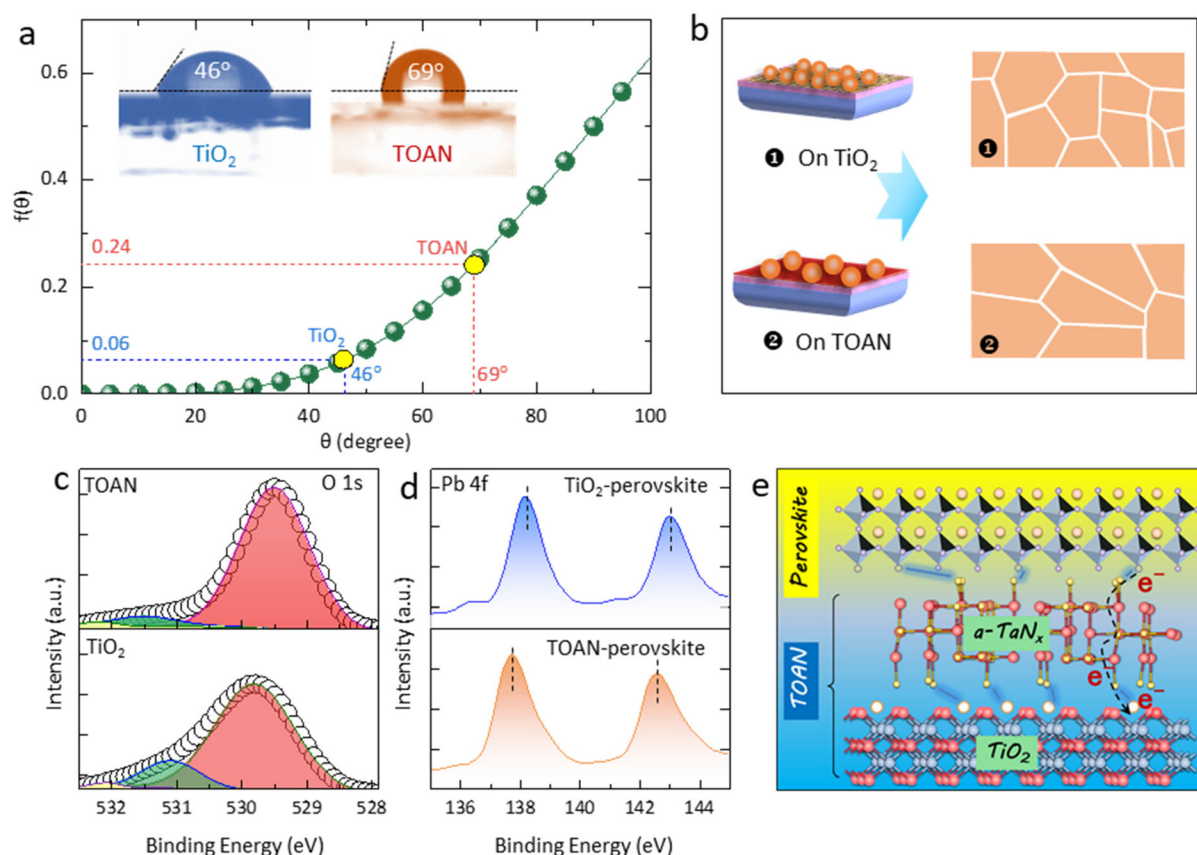 a
46°
69°
TiO₂
TOAN
0.6
0.4
0.2
0.0
f(θ)
0.24
TOAN
0.06
TiO₂
46°
69°
0
20
40
60
80
100
θ (degree)
b
❶ On TiO₂
❷ On TOAN
❶
❷
c
TOAN
O 1s
TiO₂
Intensity (a.u.)
532
531
530
529
528
Binding Energy (eV)
d
Pb 4f
TiO₂-perovskite
TOAN-perovskite
Intensity (a.u.)
136
138
140
142
144
Binding Energy (eV)
e
Perovskite
e⁻
a-TaNₓ
TOAN
e⁻
e⁻
TiO₂